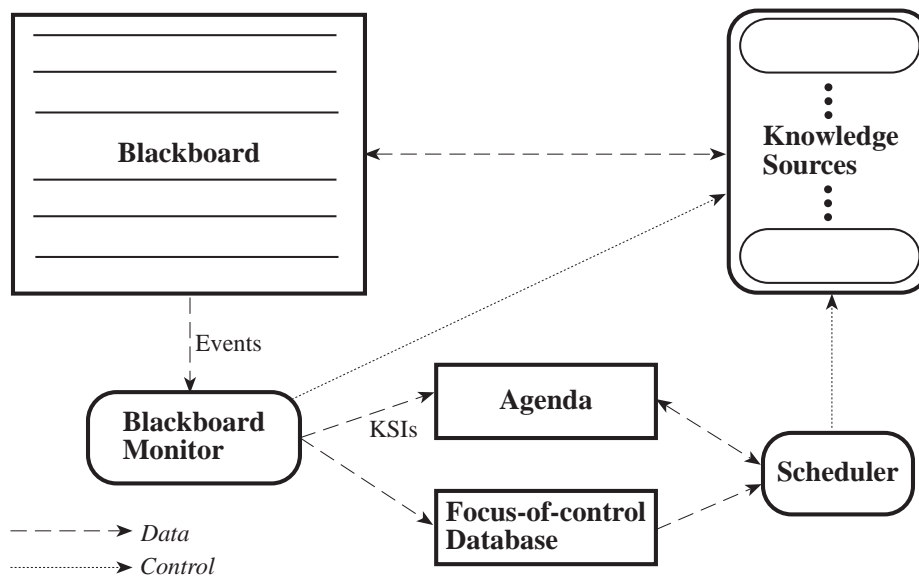 Blackboard
Knowledge
Sources
Events
Blackboard
Monitor
KSIs
Agenda
Scheduler
Focus-of-control
Database
Data
Control